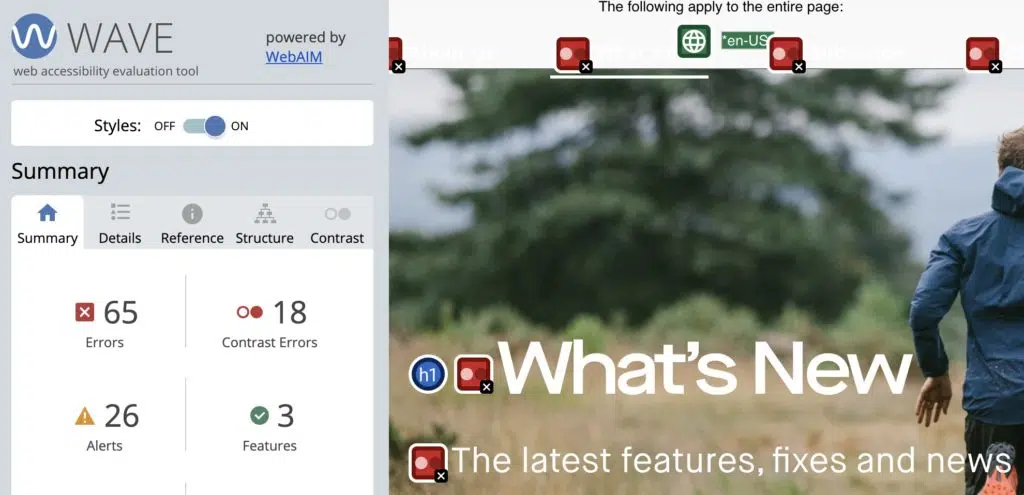 WAVE
powered by
WebAIM
web accessibility evaluation tool
Styles: OFF ON
Summary
Summary Details Reference Structure Contrast
65
Errors
18
Contrast Errors
26
Alerts
3
Features
The following apply to the entire page:
*en-US
h1
What's New
The latest features, fixes and news